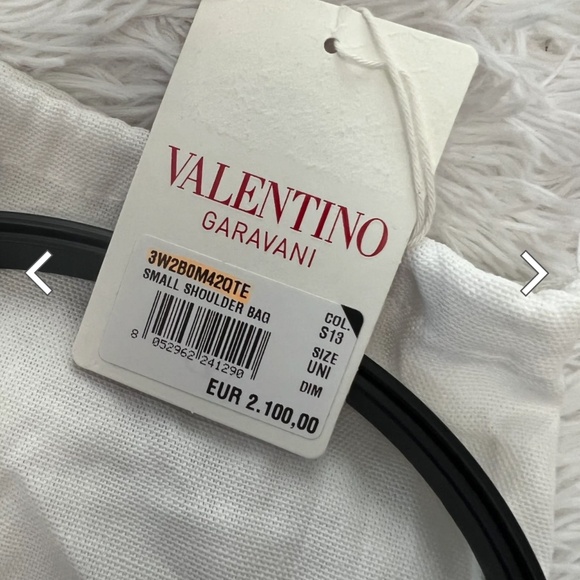 VALENTINO
GARAVANI
3W2B0M42QTE
SMALL SHOULDER BAG
8 052962 241290
COL.
S13
SIZE
UNI
DIM
EUR 2.100,00